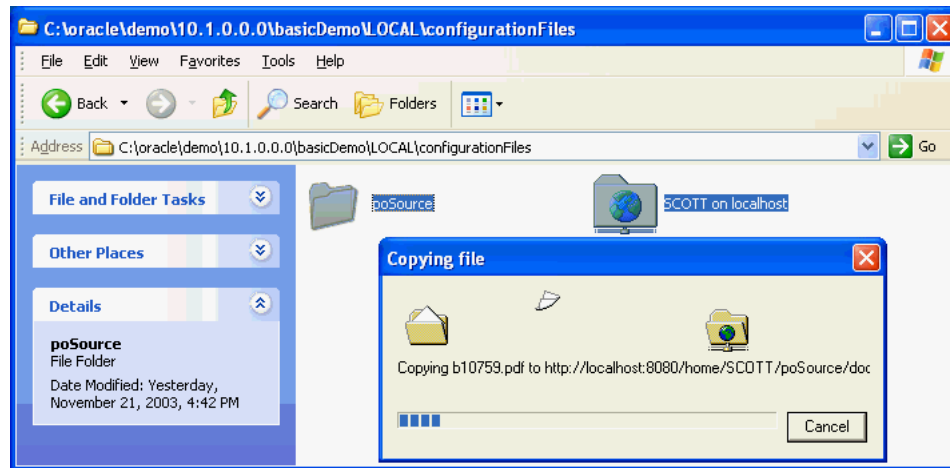 C:\oracle\demo\10.1.0.0.0\basicDemo\LOCAL\configurationFiles
File Edit View Favorites Tools Help
Back Search Folders
Address C:\oracle\demo\10.1.0.0.0\basicDemo\LOCAL\configurationFiles Go
File and Folder Tasks
Other Places
Details
poSource
File Folder
Date Modified: Yesterday,
November 21, 2003, 4:42 PM
poSource
SCOTT on localhost
Copying file
Copying b10759.pdf to http://localhost:8080/home/SCOTT/poSource/doc
Cancel